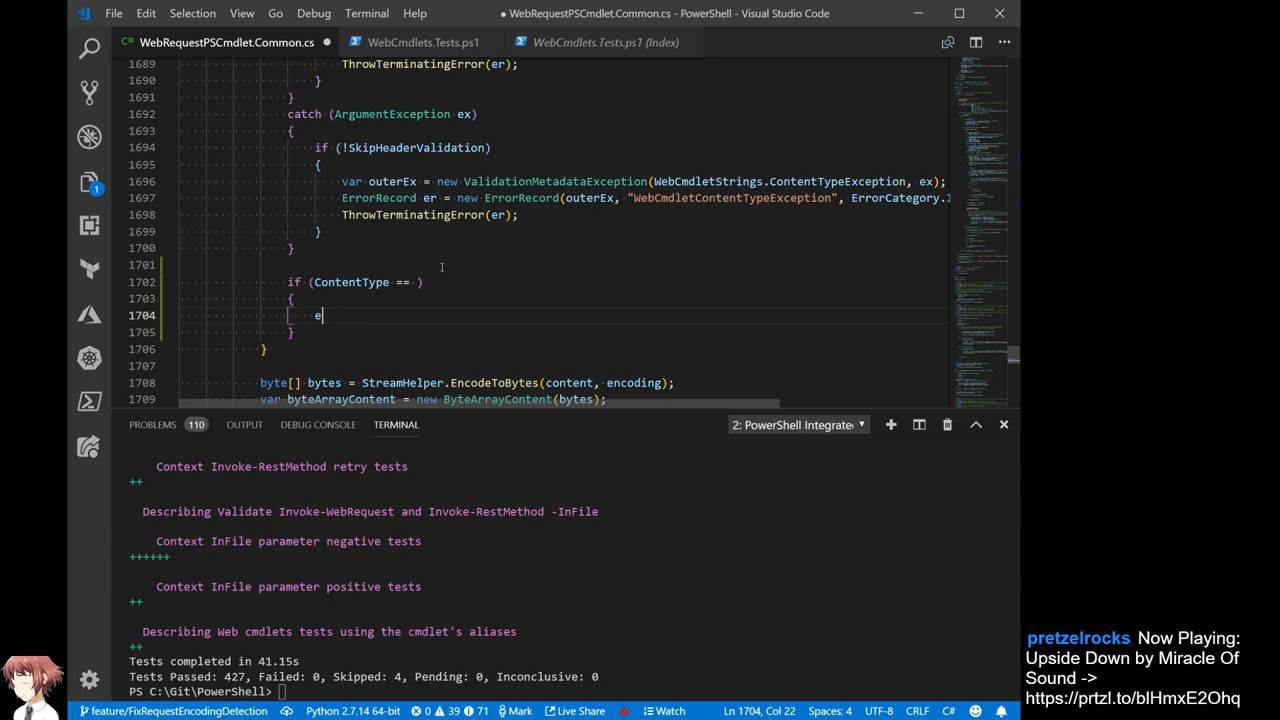 File Edit Selection View Go Debug Terminal Help
● WebRequestPSCmdlet.Common.cs - PowerShell - Visual Studio Code
C# WebRequestPSCmdlet.Common.cs ●
WebCmdlets.Tests.ps1
WebCmdlets.Tests.ps1 (Index)
1689 ThrowTerminatingError(er);
1690 }
1691 }
1692 catch (ArgumentException ex)
1693 {
1694 if (!SkipHeaderValidation)
1695 {
1696 var outerEx = new ValidationMetadataException(WebCmdletStrings.ContentTypeException, ex);
1697 ErrorRecord er = new ErrorRecord(outerEx, "WebCmdletContentTypeException", ErrorCategory.I
1698 ThrowTerminatingError(er);
1699 }
1700 }
1701
1702 if (ContentType == )
1703 {
1704 e
1705 }
1706 }
1708 e[] bytes = StreamHelper.EncodeToBytes(content, encoding);
1709 byteArrayContent = new ByteArrayContent(bytes);
1
PROBLEMS 110 OUTPUT DEBUG CONSOLE TERMINAL
2: PowerShell Integrate
Context Invoke-RestMethod retry tests
++
Describing Validate Invoke-WebRequest and Invoke-RestMethod -InFile
Context InFile parameter negative tests
++++++
Context InFile parameter positive tests
++
Describing Web cmdlets tests using the cmdlet's aliases
++
Tests completed in 41.15s
Tests Passed: 427, Failed: 0, Skipped: 4, Pending: 0, Inconclusive: 0
PS C:\Git\PowerShell>
feature/FixRequestEncodingDetection Python 2.7.14 64-bit 0 39 71 Mark Live Share Watch Ln 1704, Col 22 Spaces: 4 UTF-8 CRLF C#
pretzelrocks Now Playing:
Upside Down by Miracle Of
Sound ->
https://prtzl.to/blHmxE2Ohq